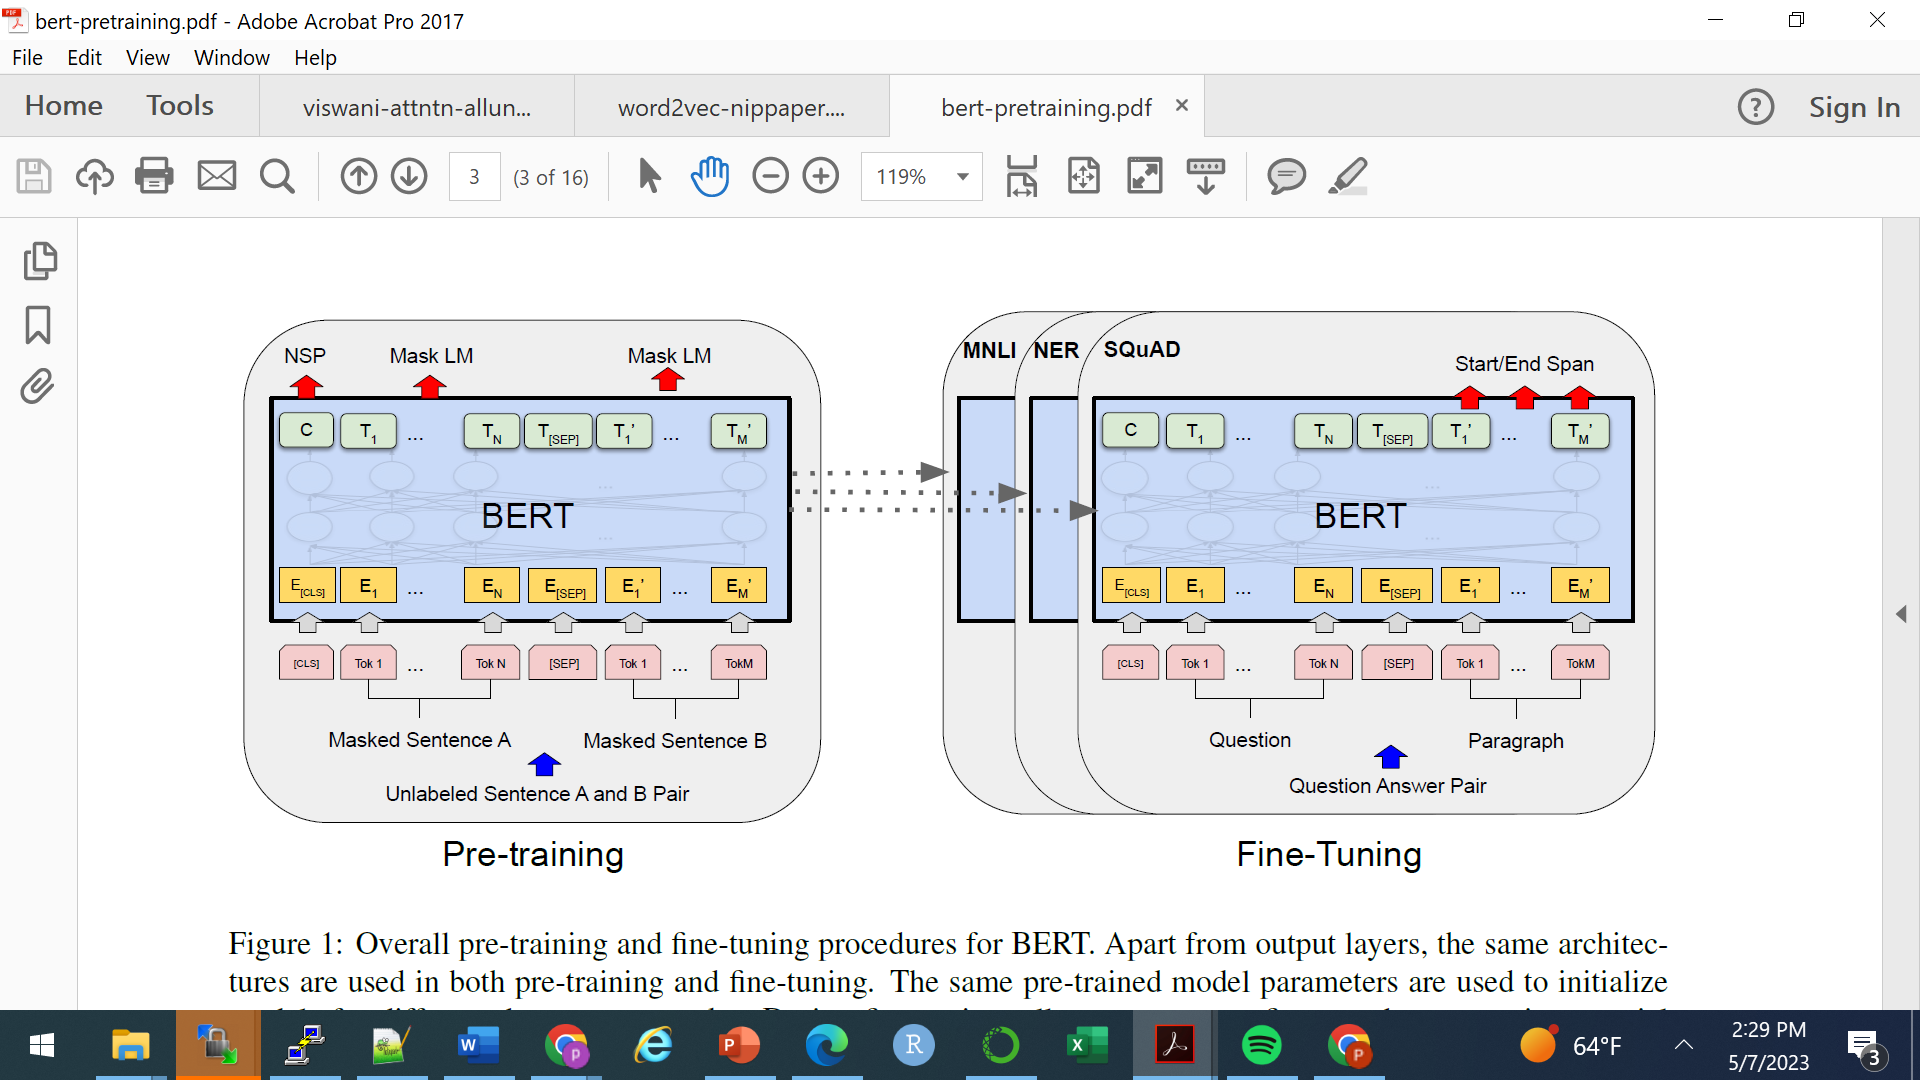 bert-pretraining.pdf - Adobe Acrobat Pro 2017
File Edit View Window Help
Home Tools viswani-attntn-allun... word2vec-nippaper.... bert-pretraining.pdf × ? Sign In
3 (3 of 16) 119%
NSP Mask LM Mask LM
MNLI NER SQuAD
Start/End Span
C T1 ... TN T[SEP] T1' ... TM'
C T1 ... TN T[SEP] T1' ... TM'
BERT
BERT
E[CLS] E1 ... EN E[SEP] E1' ... EM'
E[CLS] E1 ... EN E[SEP] E1' ... EM'
[CLS] Tok 1 ... Tok N [SEP] Tok 1 ... TokM
[CLS] Tok 1 ... Tok N [SEP] Tok 1 ... TokM
Masked Sentence A Masked Sentence B
Question Paragraph
Unlabeled Sentence A and B Pair
Question Answer Pair
Pre-training
Fine-Tuning
Figure 1: Overall pre-training and fine-tuning procedures for BERT. Apart from output layers, the same architec-
tures are used in both pre-training and fine-tuning. The same pre-trained model parameters are used to initialize
64°F
2:29 PM
5/7/2023
3